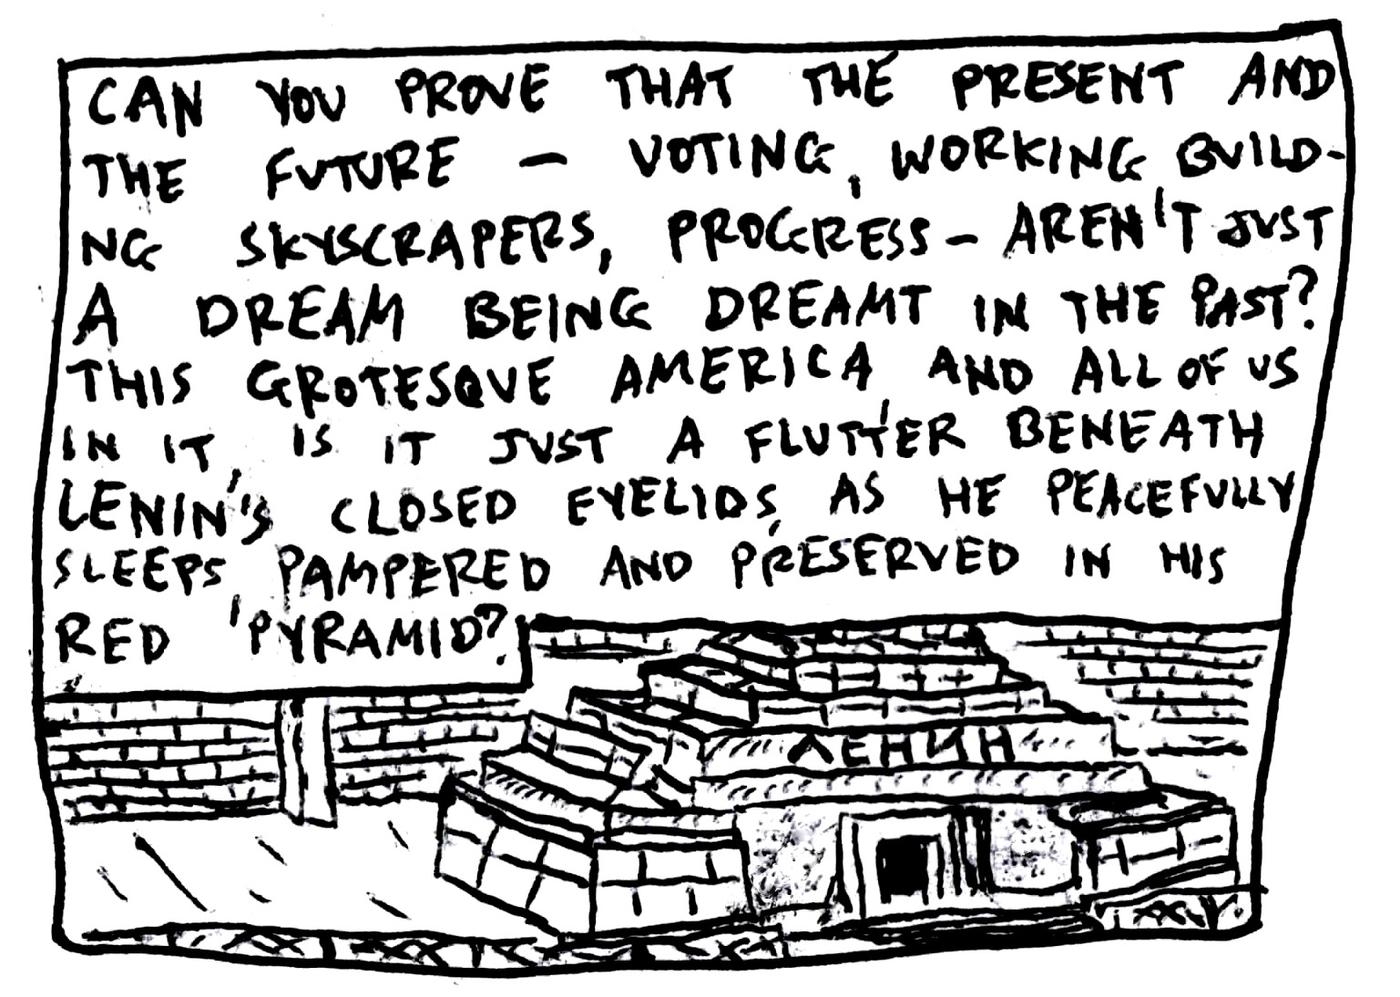 CAN YOU PROVE THAT THE PRESENT AND
THE FUTURE – VOTING, WORKING, BUILD-
NG SKYSCRAPERS, PROGRESS – AREN'T JUST
A DREAM BEING DREAMT IN THE PAST?
THIS GROTESQUE AMERICA, AND ALL OF US
IN IT, IS IT JUST A FLUTTER BENEATH
LENIN'S CLOSED EYELIDS, AS HE PEACEFULLY
SLEEPS, PAMPERED AND PRESERVED IN HIS
RED PYRAMID?
ЛЕНИН